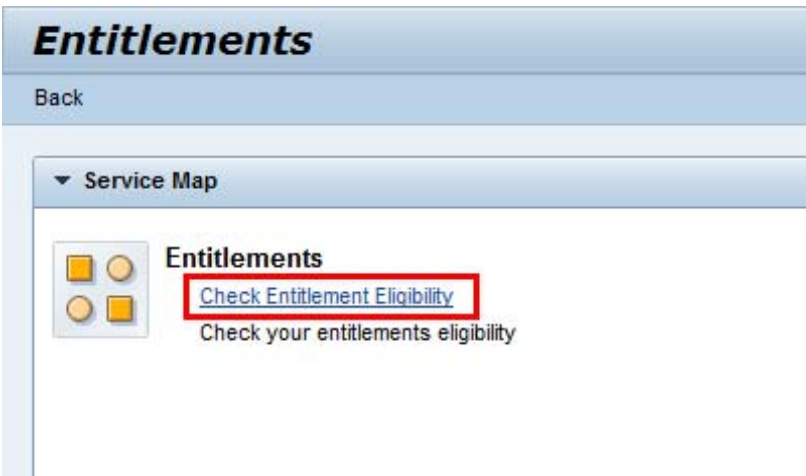 Entitlements
Back
Service Map
Entitlements
Check Entitlement Eligibility
Check your entitlements eligibility